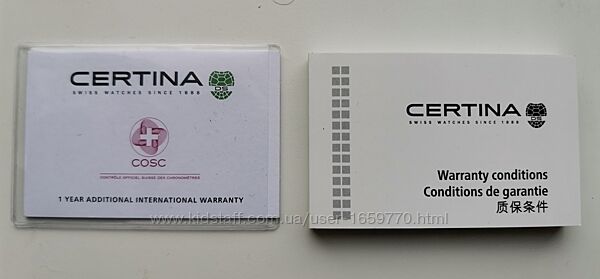 CERTINA DS
SWISS WATCHES SINCE 1888
COSC
CONTRÔLE OFFICIEL SUISSE DES CHRONOMÈTRES
1 YEAR ADDITIONAL INTERNATIONAL WARRANTY
CERTINA DS
SWISS WATCHES SINCE 1888
Warranty conditions
Conditions de garantie
质保条件
www.kidstaff.com.ua/user-1659770.html